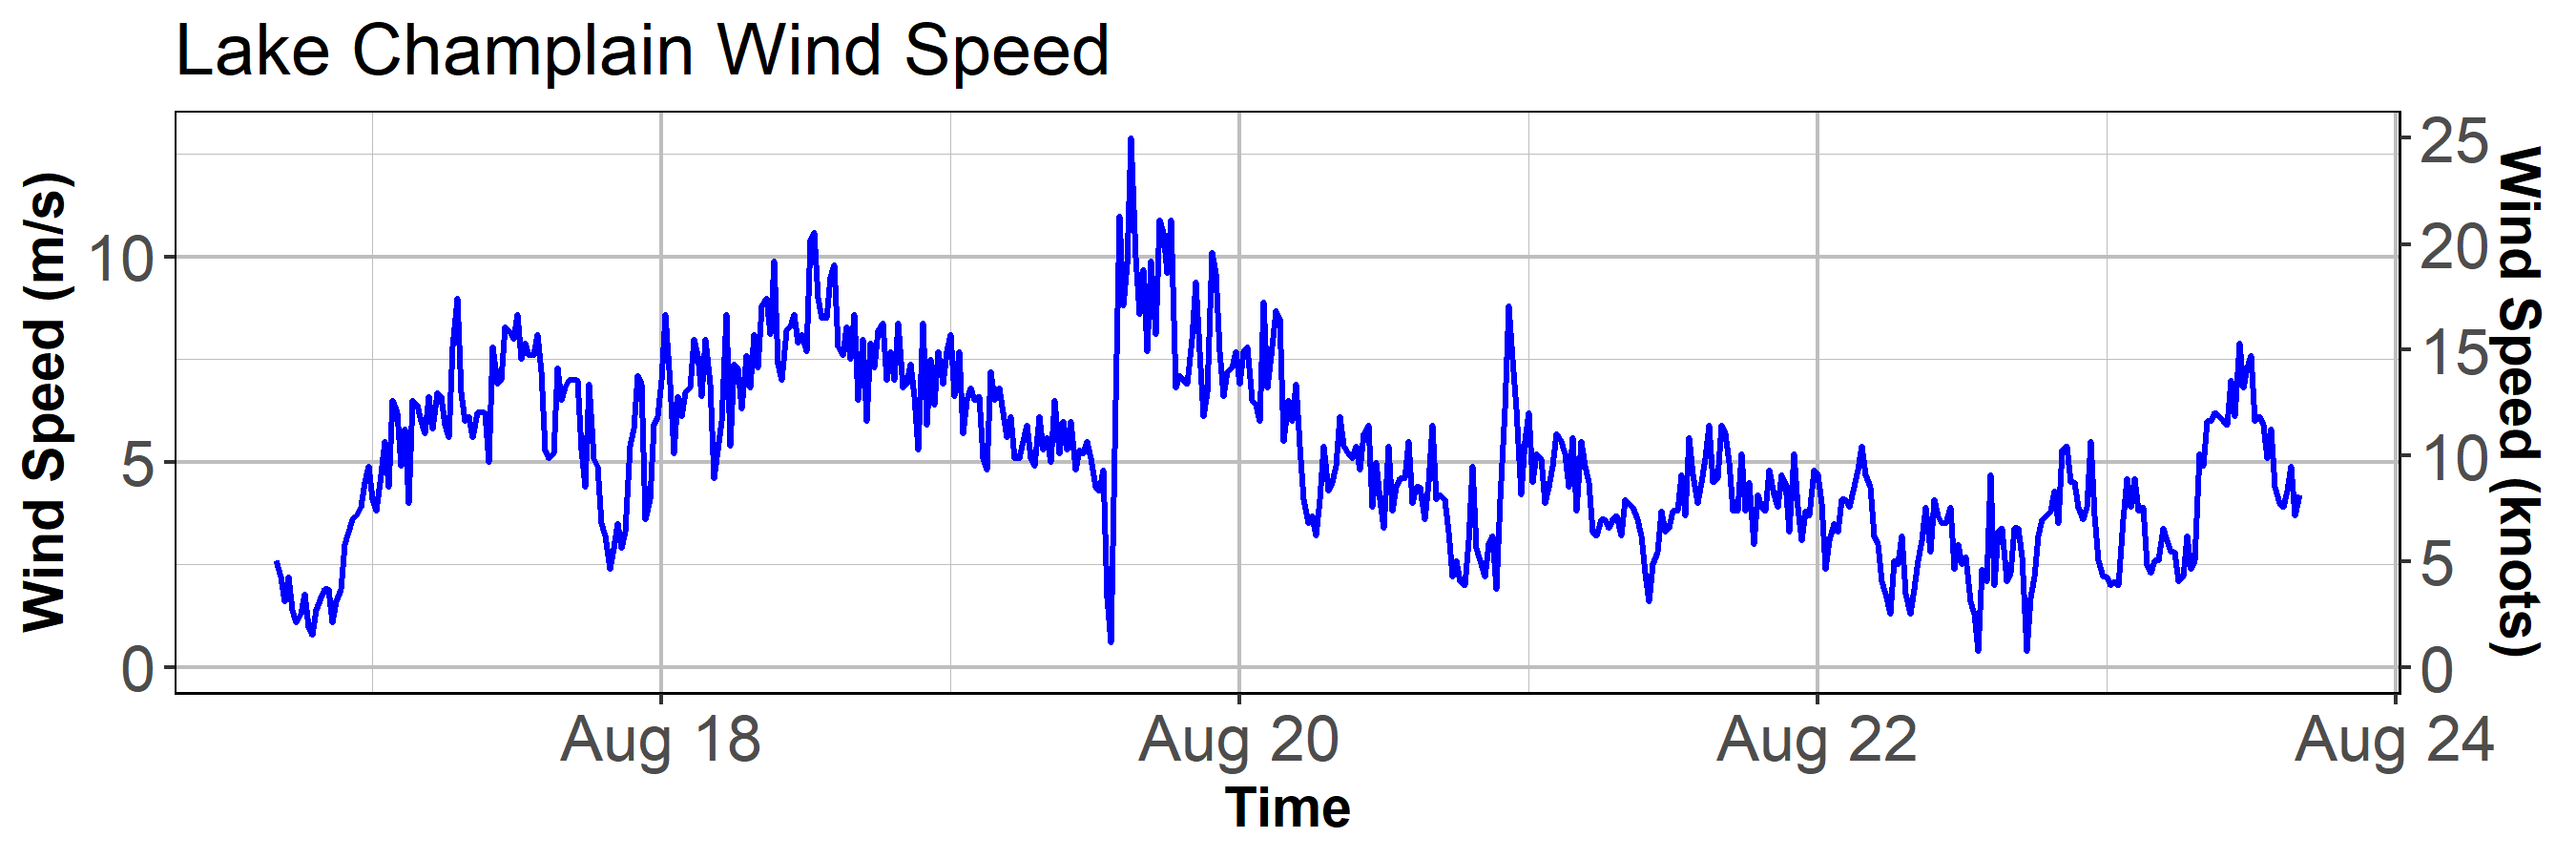 Lake Champlain Wind Speed
Wind Speed (m/s)
10
5
0
25
20
15
10
5
0
Wind Speed (knots)
Aug 18
Aug 20
Aug 22
Aug 24
Time